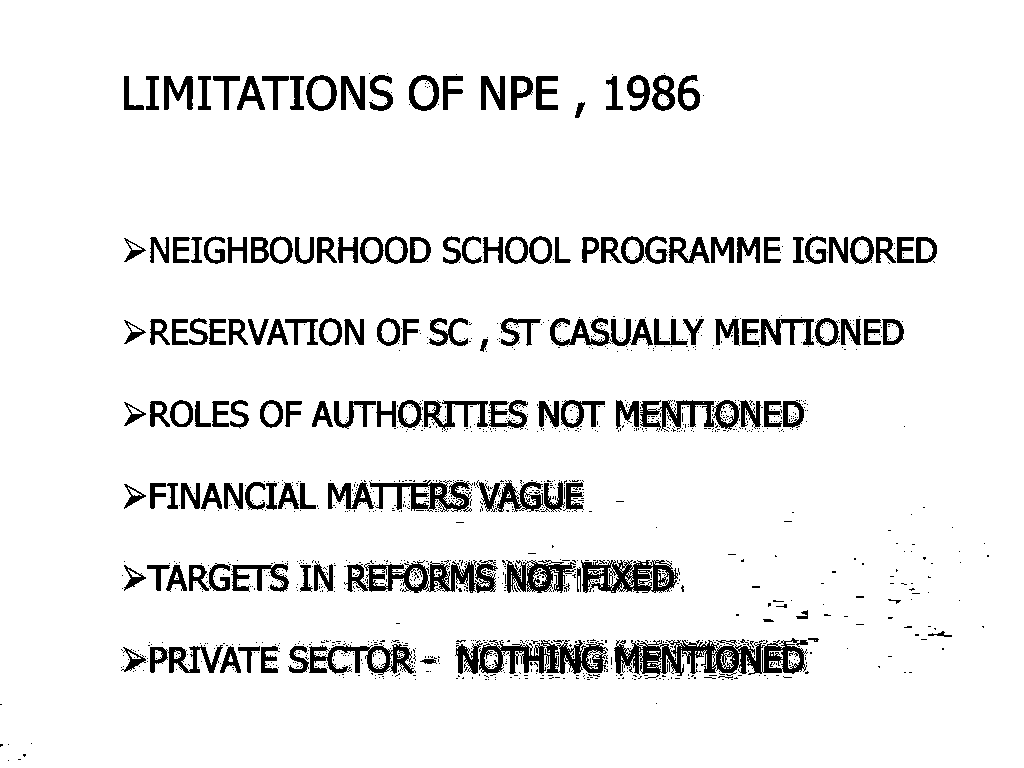 LIMITATIONS OF NPE , 1986
➢NEIGHBOURHOOD SCHOOL PROGRAMME IGNORED
➢RESERVATION OF SC , ST CASUALLY MENTIONED
➢ROLES OF AUTHORITIES NOT MENTIONED
➢FINANCIAL MATTERS VAGUE
➢TARGETS IN REFORMS NOT FIXED
➢PRIVATE SECTOR – NOTHING MENTIONED